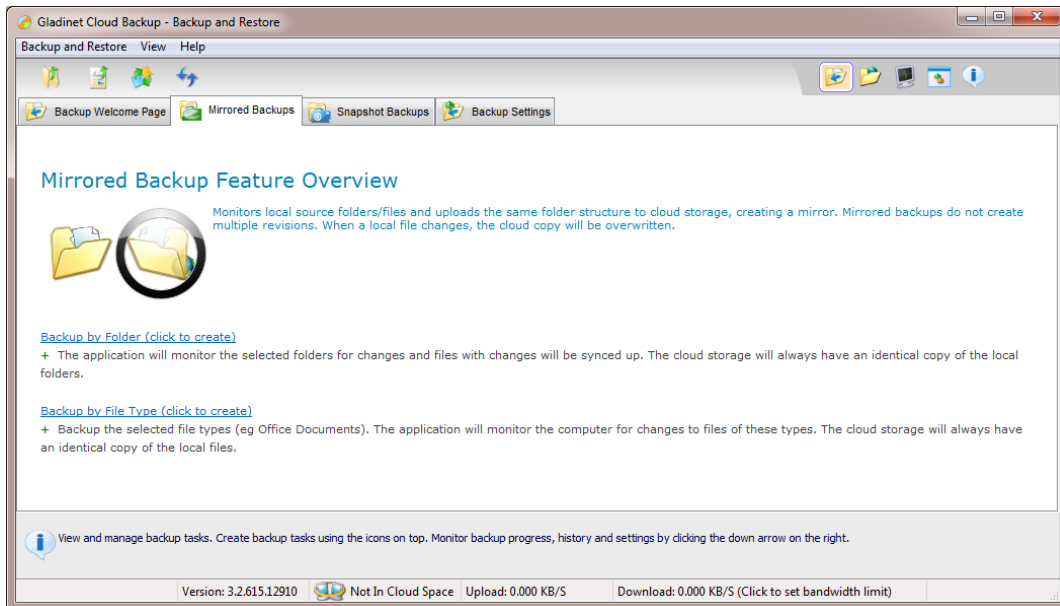 Gladinet Cloud Backup - Backup and Restore
Backup and Restore View Help
Backup Welcome Page Mirrored Backups Snapshot Backups Backup Settings
Mirrored Backup Feature Overview
Monitors local source folders/files and uploads the same folder structure to cloud storage, creating a mirror. Mirrored backups do not create
multiple revisions. When a local file changes, the cloud copy will be overwritten.
Backup by Folder (click to create)
+ The application will monitor the selected folders for changes and files with changes will be synced up. The cloud storage will always have an identical copy of the local
folders.
Backup by File Type (click to create)
+ Backup the selected file types (eg Office Documents). The application will monitor the computer for changes to files of these types. The cloud storage will always have
an identical copy of the local files.
View and manage backup tasks. Create backup tasks using the icons on top. Monitor backup progress, history and settings by clicking the down arrow on the right.
Version: 3.2.615.12910 Not In Cloud Space Upload: 0.000 KB/S Download: 0.000 KB/S (Click to set bandwidth limit)